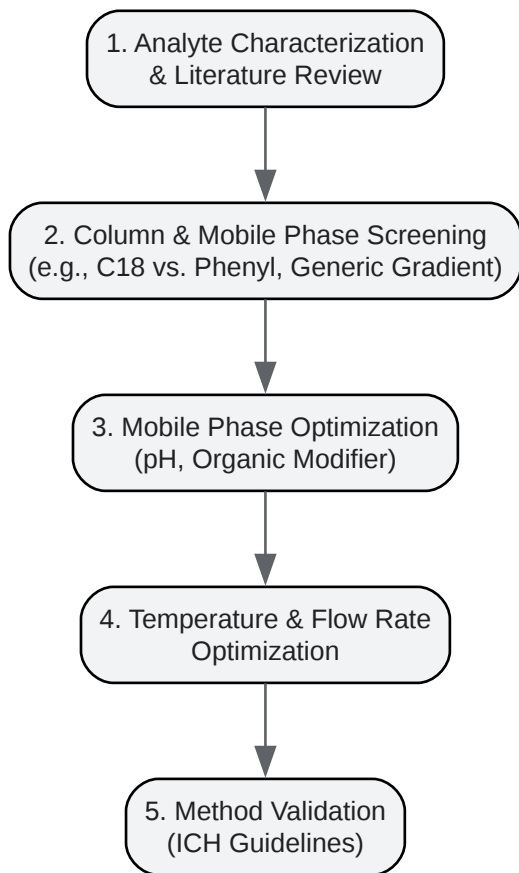 1. Analyte Characterization
& Literature Review
2. Column & Mobile Phase Screening
(e.g., C18 vs. Phenyl, Generic Gradient)
3. Mobile Phase Optimization
(pH, Organic Modifier)
4. Temperature & Flow Rate
Optimization
5. Method Validation
(ICH Guidelines)